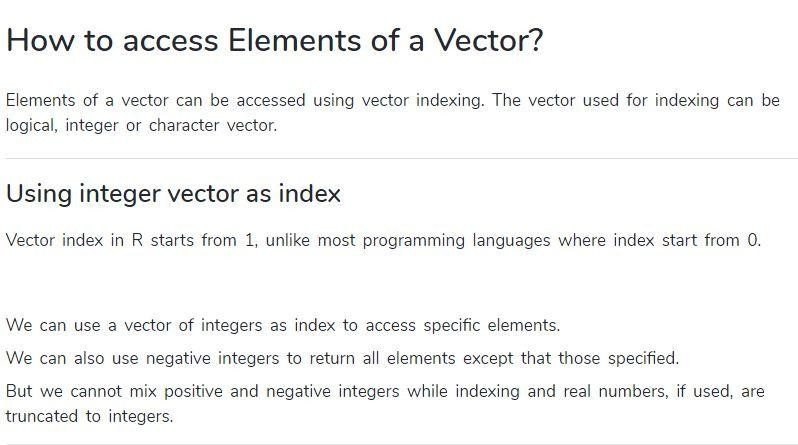 How to access Elements of a Vector?
Elements of a vector can be accessed using vector indexing. The vector used for indexing can be
logical, integer or character vector.
Using integer vector as index
Vector index in R starts from 1, unlike most programming languages where index start from 0.
We can use a vector of integers as index to access specific elements.
We can also use negative integers to return all elements except that those specified.
But we cannot mix positive and negative integers while indexing and real numbers, if used, are
truncated to integers.